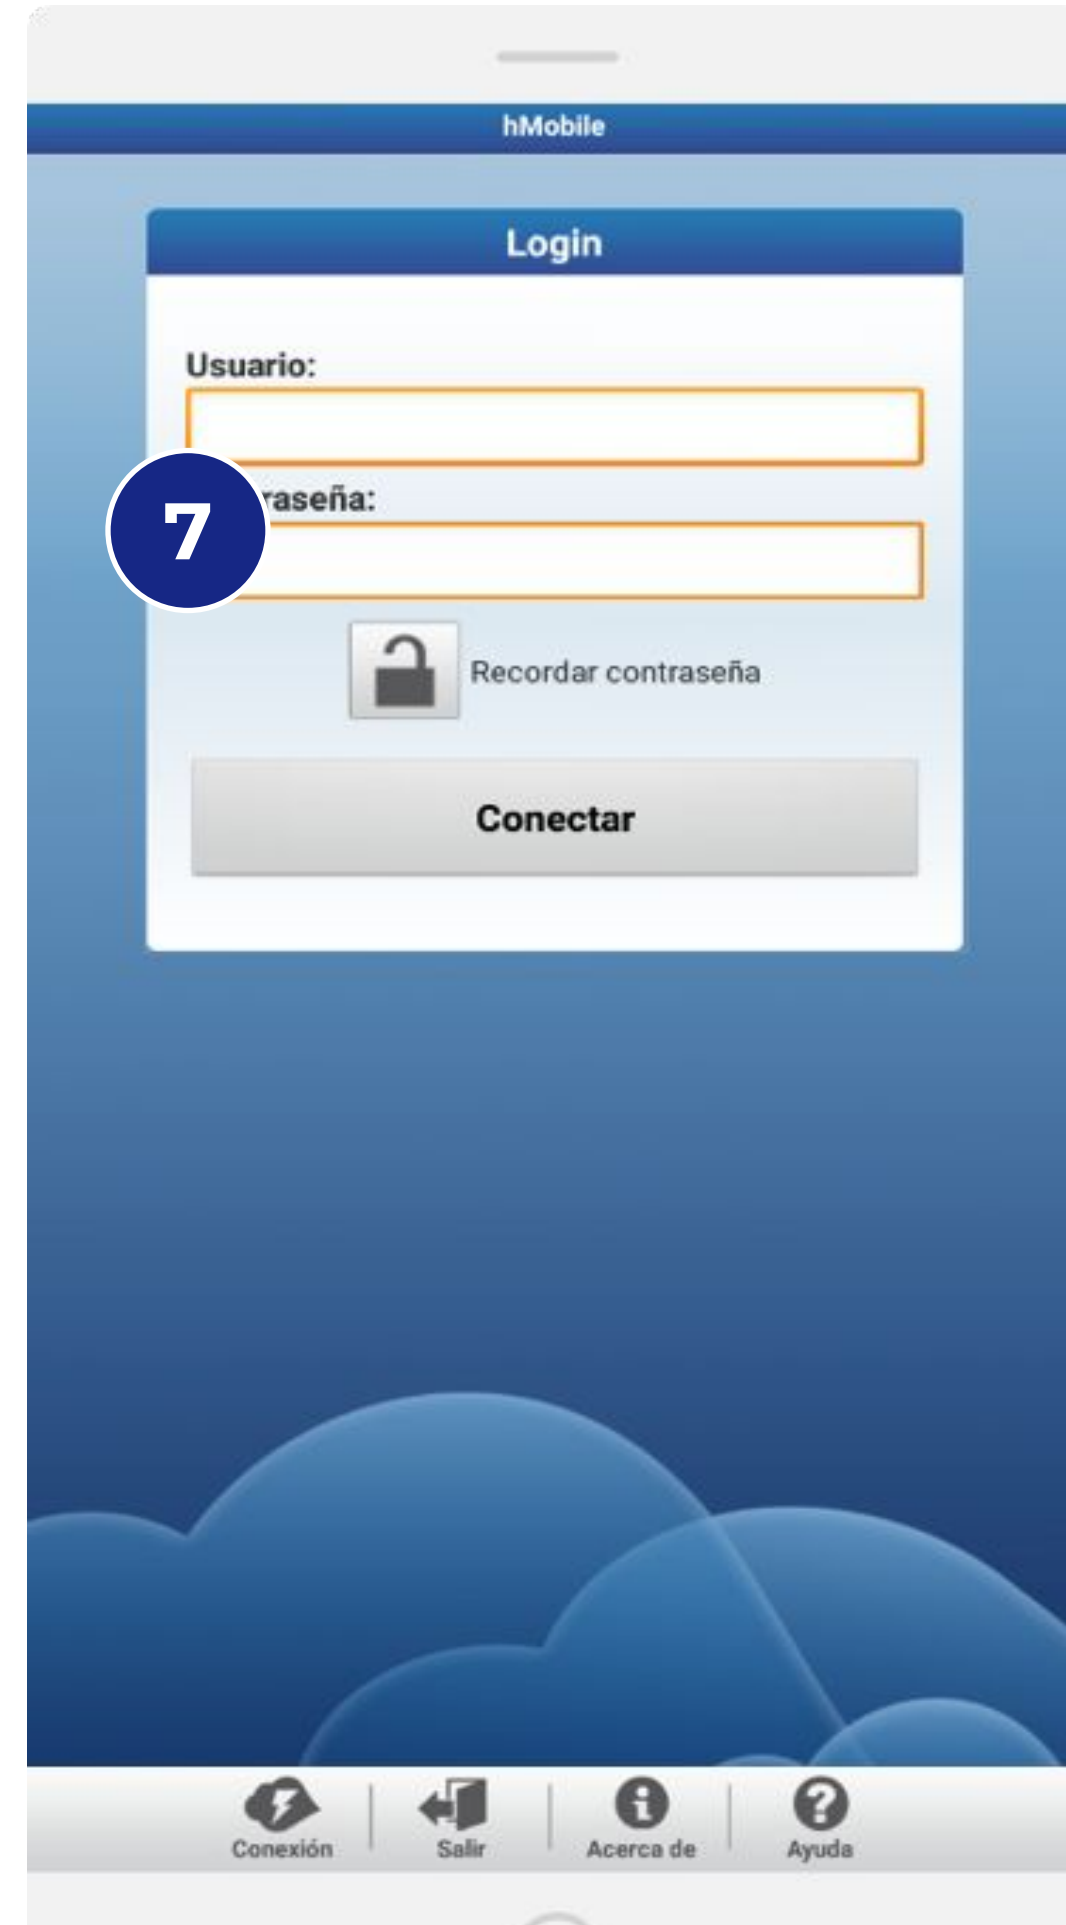 hMobile
Login
Usuario:
raseña:
7
Recordar contraseña
Conectar
Conexión
Salir
Acerca de
Ayuda